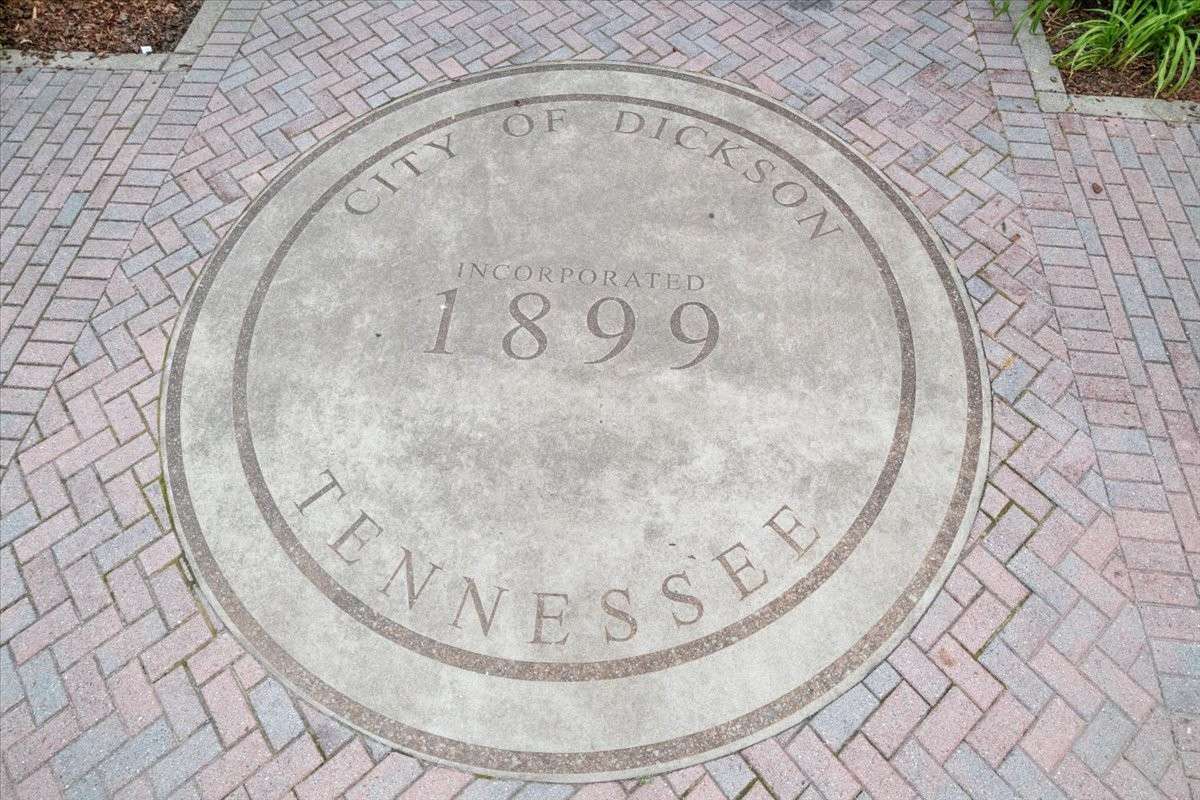 CITY OF DICKSON
INCORPORATED
1899
TENNESSEE